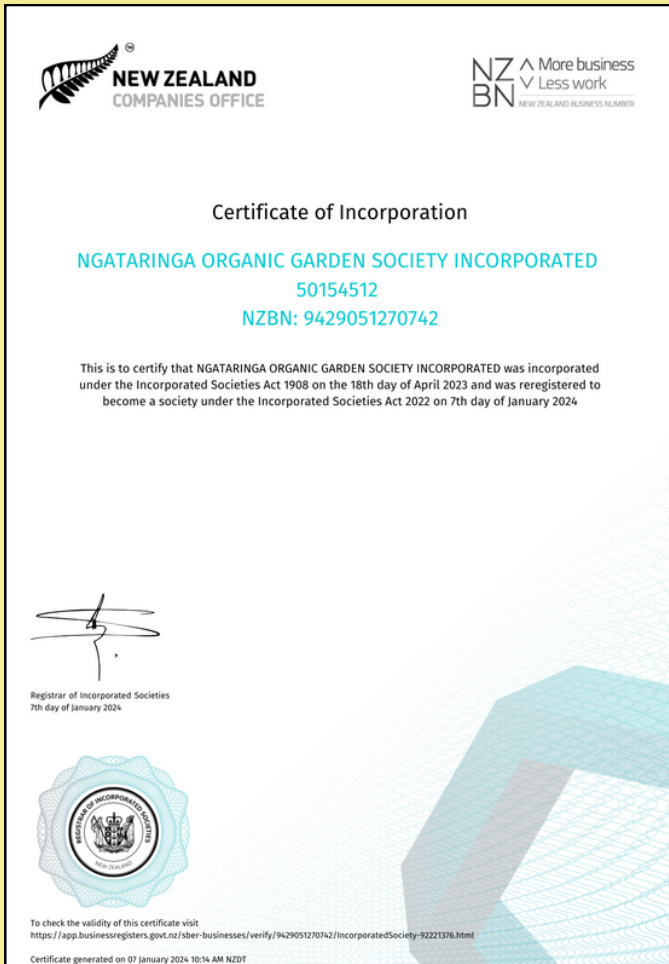 ™
NEW ZEALAND
COMPANIES OFFICE
NZBN
More business
Less work
NEW ZEALAND BUSINESS NUMBER
Certificate of Incorporation
NGATARINGA ORGANIC GARDEN SOCIETY INCORPORATED
50154512
NZBN: 9429051270742
This is to certify that NGATARINGA ORGANIC GARDEN SOCIETY INCORPORATED was incorporated
under the Incorporated Societies Act 1908 on the 18th day of April 2023 and was reregistered to
become a society under the Incorporated Societies Act 2022 on 7th day of January 2024
Registrar of Incorporated Societies
7th day of January 2024
REGISTRAR OF INCORPORATED SOCIETIES
NEW ZEALAND
To check the validity of this certificate visit
https://app.businessregisters.govt.nz/sber-businesses/verify/9429051270742/IncorporatedSociety-92221376.html
Certificate generated on 07 January 2024 10:14 AM NZDT